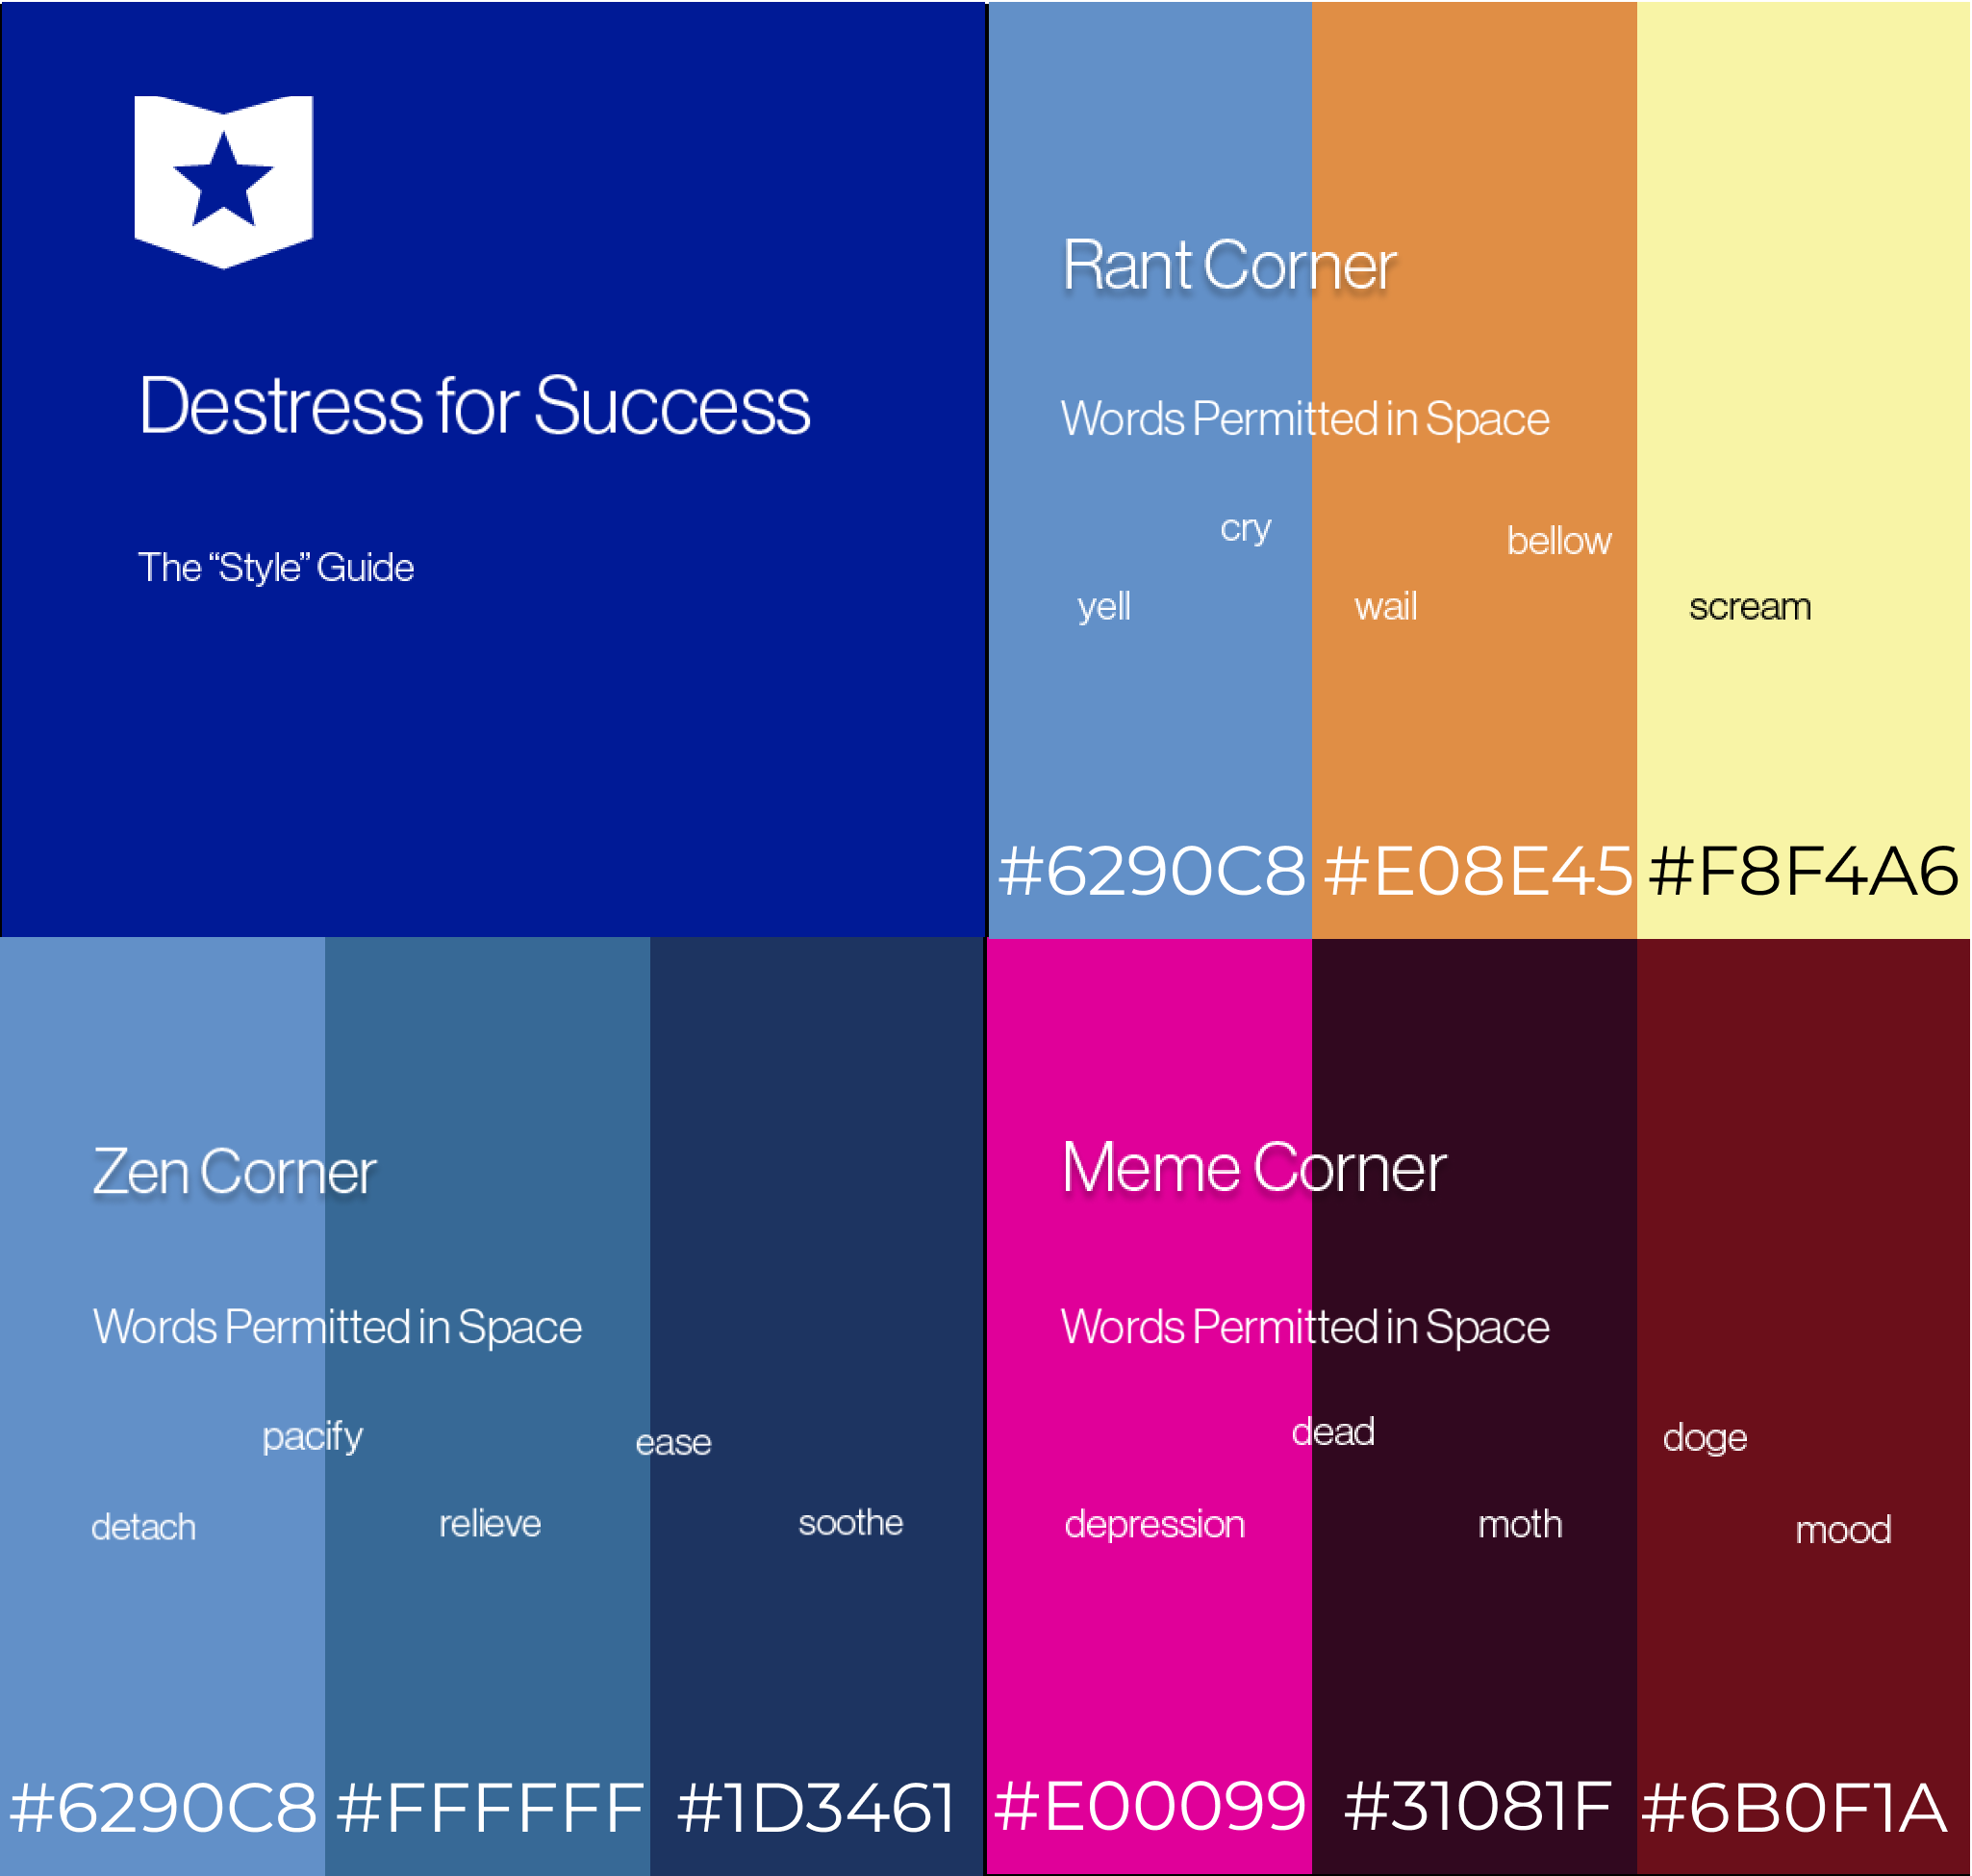 Destress for Success
The “Style” Guide
Rant Corner
Words Permitted in Space
cry
bellow
yell
wail
scream
#6290C8
#E08E45
#F8F4A6
Zen Corner
Words Permitted in Space
pacify
ease
detach
relieve
soothe
#6290C8
#FFFFFF
#1D3461
Meme Corner
Words Permitted in Space
dead
doge
depression
moth
mood
#E00099
#31081F
#6B0F1A